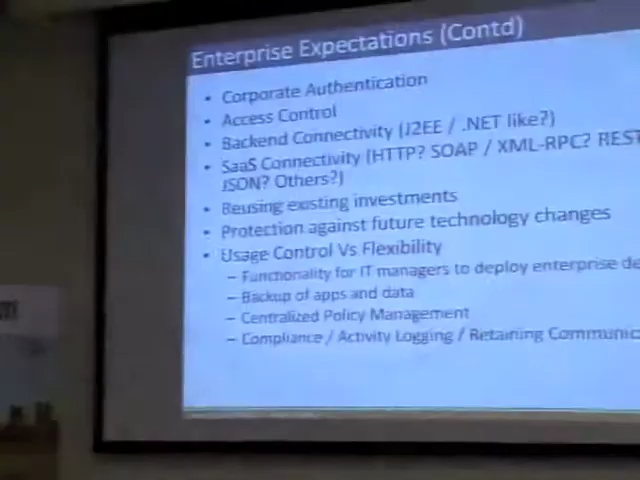 Enterprise Expectations (Contd)
• Corporate Authentication
• Access Control
• Backend Connectivity (J2EE / .NET like?)
• SaaS Connectivity (HTTP? SOAP / XML-RPC? REST
JSON? Others?)
• Reusing existing investments
• Protection against future technology changes
• Usage Control Vs Flexibility
– Functionality for IT managers to deploy enterprise de
– Backup of apps and data
– Centralized Policy Management
– Compliance / Activity Logging / Retaining Communic